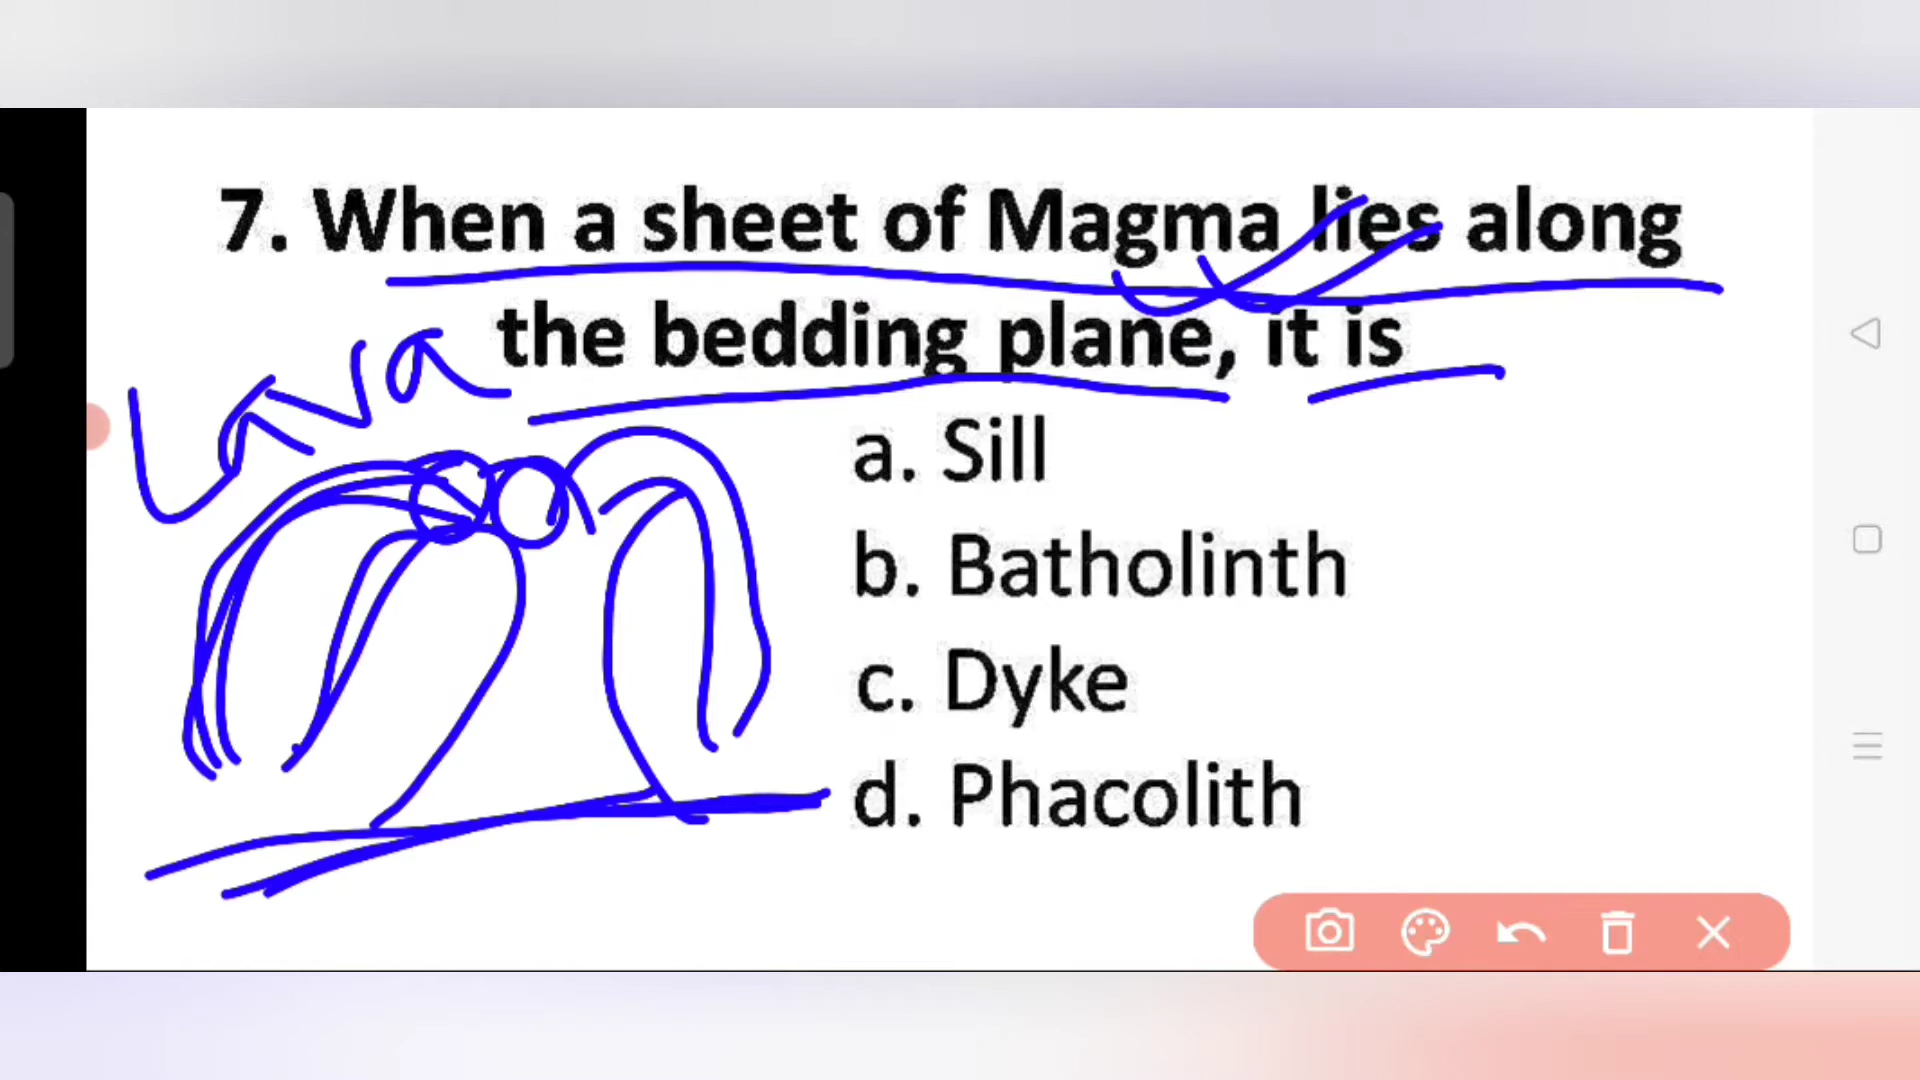 7. When a sheet of Magma lies along
the bedding plane, it is
Lava
a. Sill
b. Batholinth
c. Dyke
d. Phacolith